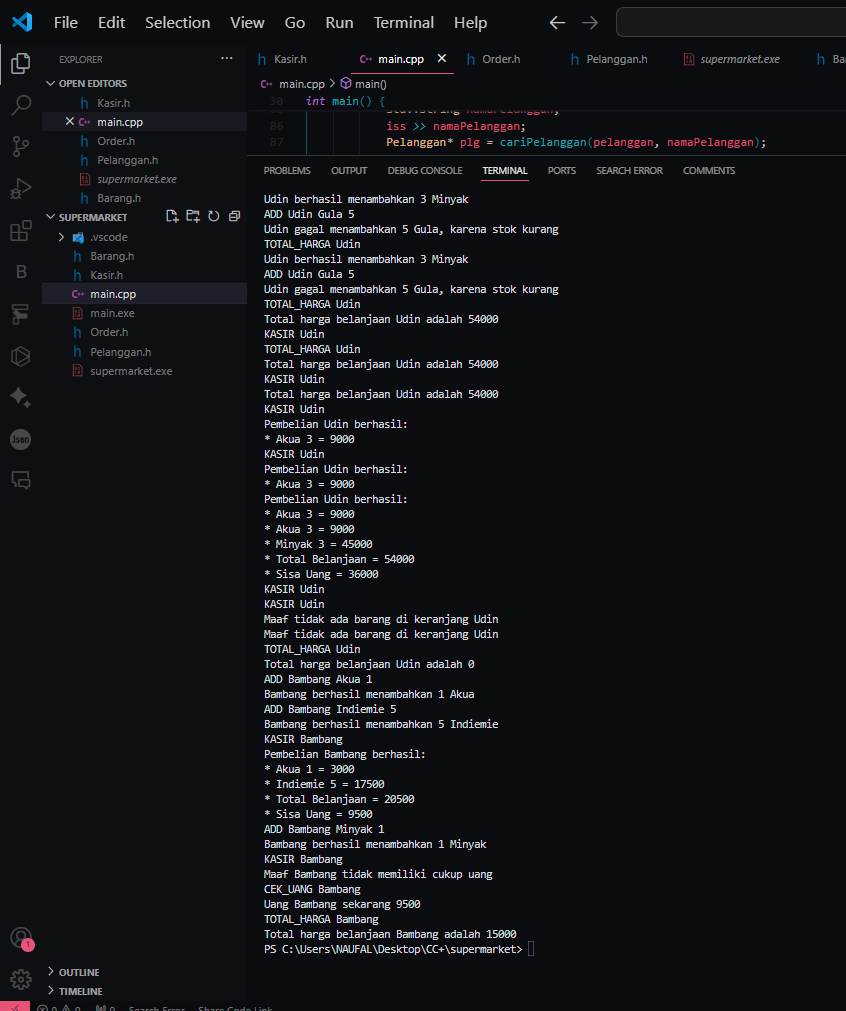 File Edit Selection View Go Run Terminal Help
EXPLORER
OPEN EDITORS
Kasir.h
main.cpp
Order.h
Pelanggan.h
supermarket.exe
Barang.h
SUPERMARKET
.vscode
Barang.h
Kasir.h
main.cpp
main.exe
Order.h
Pelanggan.h
supermarket.exe
B
Json
1
OUTLINE
TIMELINE
Kasir.h main.cpp Order.h Pelanggan.h supermarket.exe Ba
main.cpp > main()
30 int main() {
86 iss >> namaPelanggan;
87 Pelanggan* plg = cariPelanggan(pelanggan, namaPelanggan);
PROBLEMS OUTPUT DEBUG CONSOLE TERMINAL PORTS SEARCH ERROR COMMENTS
Udin berhasil menambahkan 3 Minyak
ADD Udin Gula 5
Udin gagal menambahkan 5 Gula, karena stok kurang
TOTAL_HARGA Udin
Udin berhasil menambahkan 3 Minyak
ADD Udin Gula 5
Udin gagal menambahkan 5 Gula, karena stok kurang
TOTAL_HARGA Udin
Total harga belanjaan Udin adalah 54000
KASIR Udin
TOTAL_HARGA Udin
Total harga belanjaan Udin adalah 54000
KASIR Udin
Total harga belanjaan Udin adalah 54000
KASIR Udin
Pembelian Udin berhasil:
* Akua 3 = 9000
KASIR Udin
Pembelian Udin berhasil:
* Akua 3 = 9000
Pembelian Udin berhasil:
* Akua 3 = 9000
* Akua 3 = 9000
* Minyak 3 = 45000
* Total Belanjaan = 54000
* Sisa Uang = 36000
KASIR Udin
KASIR Udin
Maaf tidak ada barang di keranjang Udin
Maaf tidak ada barang di keranjang Udin
TOTAL_HARGA Udin
Total harga belanjaan Udin adalah 0
ADD Bambang Akua 1
Bambang berhasil menambahkan 1 Akua
ADD Bambang Indiemie 5
Bambang berhasil menambahkan 5 Indiemie
KASIR Bambang
Pembelian Bambang berhasil:
* Akua 1 = 3000
* Indiemie 5 = 17500
* Total Belanjaan = 20500
* Sisa Uang = 9500
ADD Bambang Minyak 1
Bambang berhasil menambahkan 1 Minyak
KASIR Bambang
Maaf Bambang tidak memiliki cukup uang
CEK_UANG Bambang
Uang Bambang sekarang 9500
TOTAL_HARGA Bambang
Total harga belanjaan Bambang adalah 15000
PS C:\Users\NAUFAL\Desktop\CC+\supermarket>